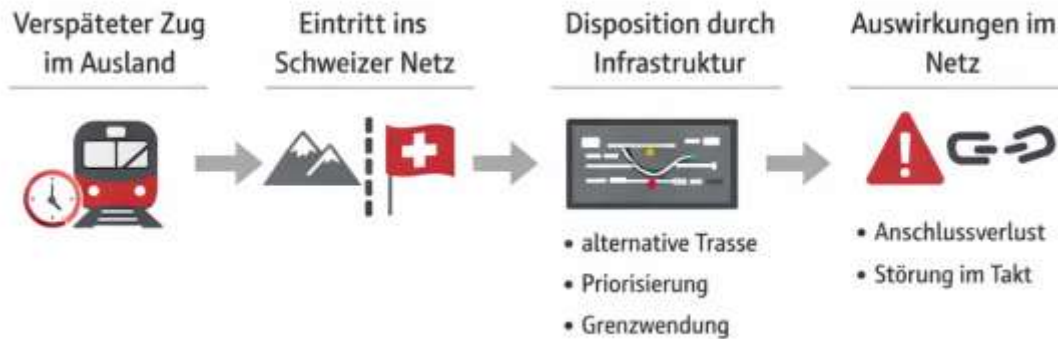 Verspäteter Zug
im Ausland
Eintritt ins
Schweizer Netz
Disposition durch
Infrastruktur
• alternative Trasse
• Priorisierung
• Grenzwendung
Auswirkungen im
Netz
• Anschlussverlust
• Störung im Takt